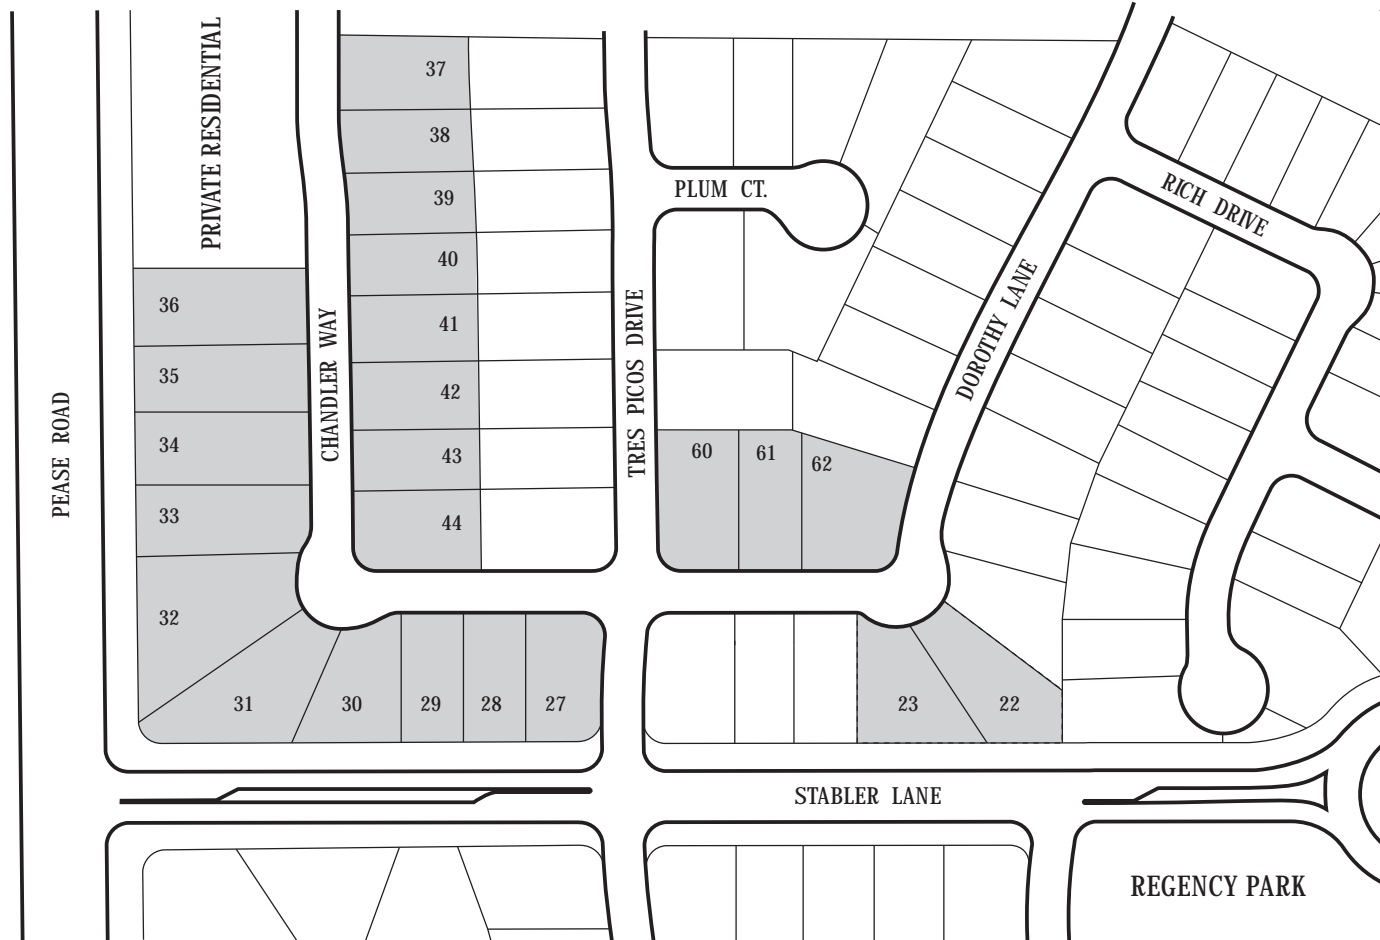 PRIVATE RESIDENTIAL
37
38
PLUM CT.
39
RICH DRIVE
40
36
41
DOROTHY LANE
35
42
CHANDLER WAY
TRES PICOS DRIVE
34
43
60
61
62
PEASE ROAD
33
44
32
31
30
29
28
27
23
22
STABLER LANE
REGENCY PARK